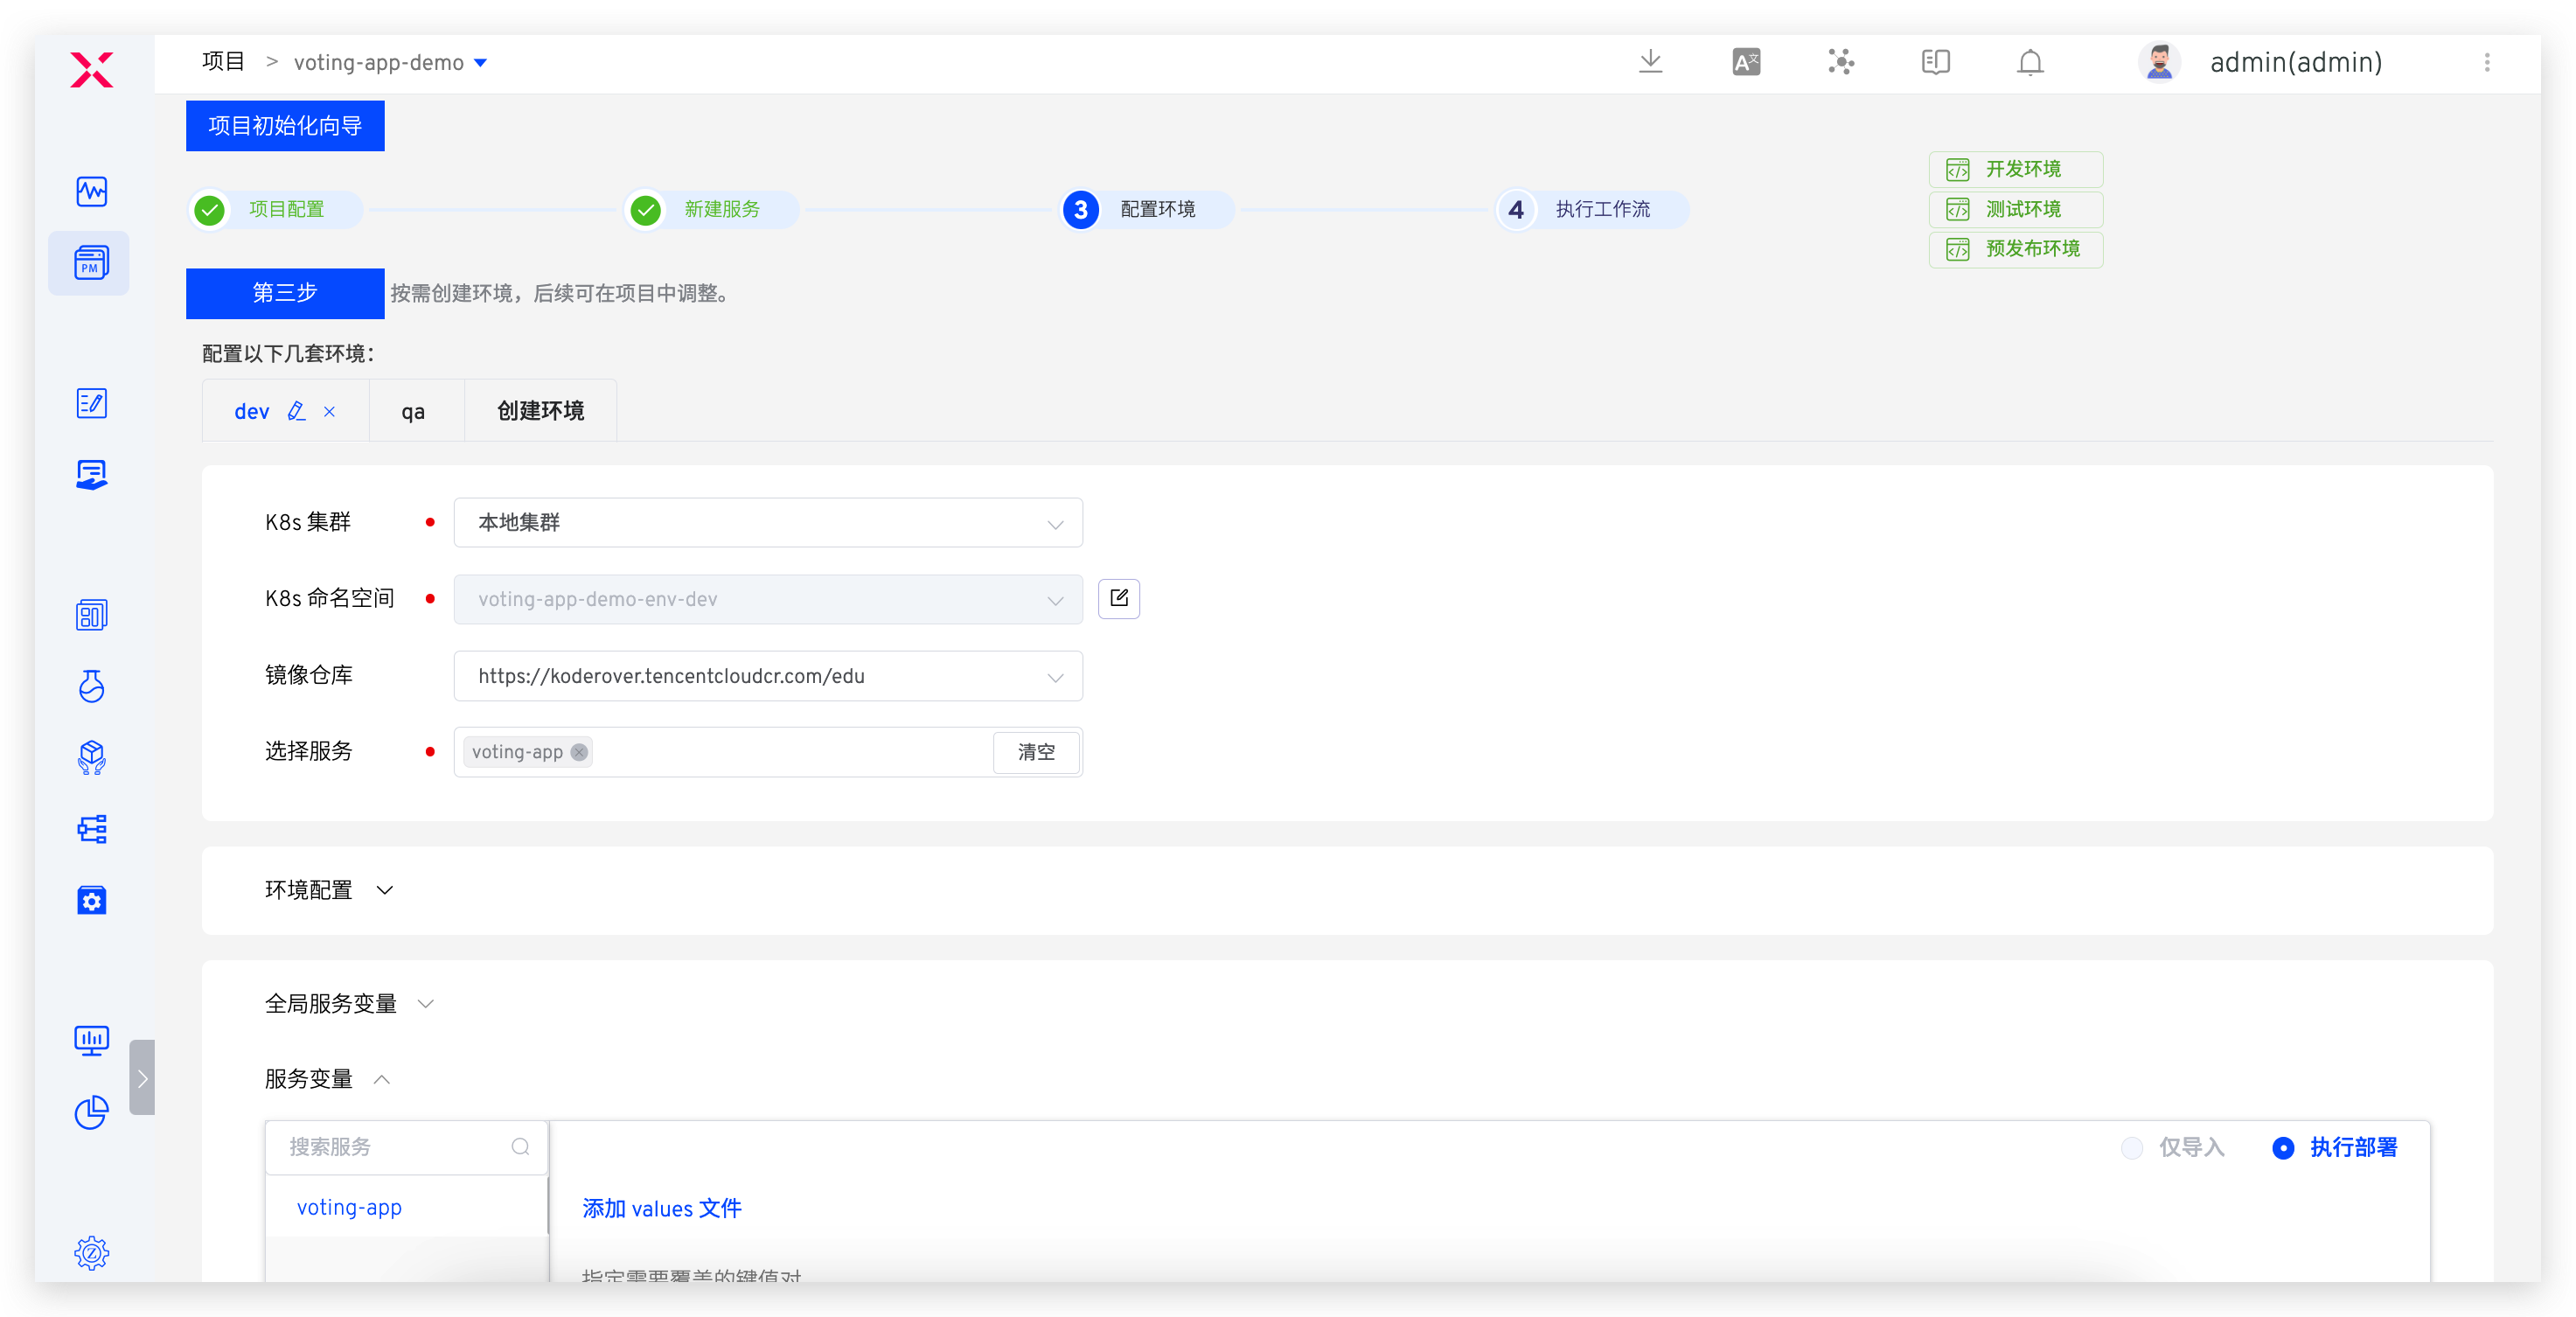 项目 > voting-app-demo
A文
admin(admin)
项目初始化向导
项目配置
新建服务
3 配置环境
4 执行工作流
开发环境
测试环境
预发布环境
第三步 按需创建环境，后续可在项目中调整。
配置以下几套环境：
dev
qa
创建环境
K8s 集群 本地集群
K8s 命名空间 voting-app-demo-env-dev
镜像仓库 https://koderover.tencentcloudcr.com/edu
选择服务 voting-app 清空
环境配置
全局服务变量
服务变量
搜索服务
仅导入 执行部署
voting-app
添加 values 文件
指定需要覆盖的键值对
PM
Z